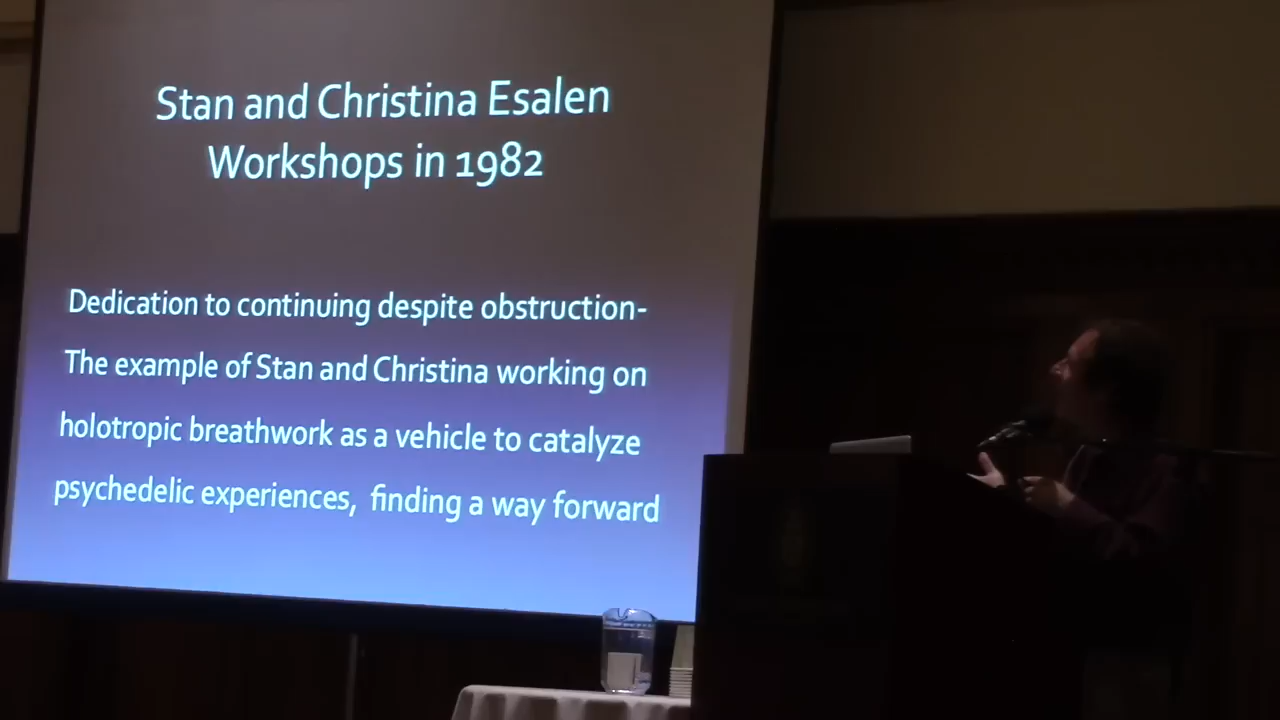 Stan and Christina Esalen
Workshops in 1982
Dedication to continuing despite obstruction-
The example of Stan and Christina working on
holotropic breathwork as a vehicle to catalyze
psychedelic experiences, finding a way forward